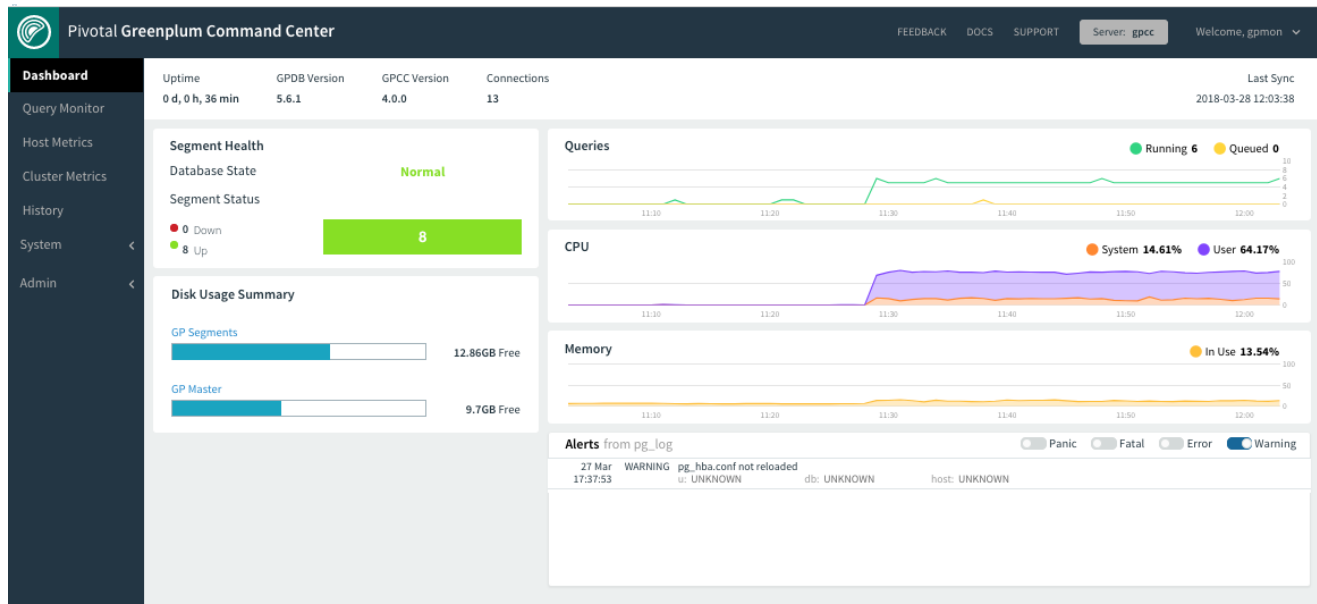 Pivotal Greenplum Command Center
FEEDBACK DOCS SUPPORT Server: gpcc Welcome, gpmon
Dashboard
Query Monitor
Host Metrics
Cluster Metrics
History
System
Admin
Uptime GPDB Version GPCC Version Connections Last Sync
0 d, 0 h, 36 min 5.6.1 4.0.0 13 2018-03-28 12:03:38
Segment Health
Database State Normal
Segment Status
0 Down
8 Up
8
Disk Usage Summary
GP Segments
12.86GB Free
GP Master
9.7GB Free
Queries Running 6 Queued 0
10
8
6
4
2
0
11:10 11:20 11:30 11:40 11:50 12:00
CPU System 14.61% User 64.17%
100
50
0
11:10 11:20 11:30 11:40 11:50 12:00
Memory In Use 13.54%
100
50
0
11:10 11:20 11:30 11:40 11:50 12:00
Alerts from pg_log Panic Fatal Error Warning
27 Mar WARNING pg_hba.conf not reloaded
17:37:53 u: UNKNOWN db: UNKNOWN host: UNKNOWN